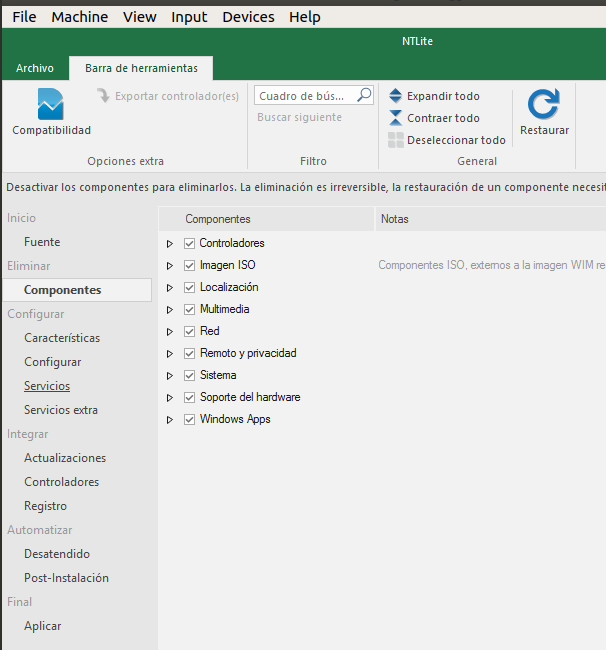 File Machine View Input Devices Help
NTLite
Archivo Barra de herramientas
Compatibilidad
Exportar controlador(es)
Opciones extra
Cuadro de bús...
Buscar siguiente
Filtro
Expandir todo
Contraer todo
Deseleccionar todo
Restaurar
General
Desactivar los componentes para eliminarlos. La eliminación es irreversible, la restauración de un componente necesit
Inicio
Fuente
Eliminar
Componentes
Configurar
Características
Configurar
Servicios
Servicios extra
Integrar
Actualizaciones
Controladores
Registro
Automatizar
Desatendido
Post-Instalación
Final
Aplicar
Componentes Notas
Controladores
Imagen ISO Componentes ISO, externos a la imagen WIM re
Localización
Multimedia
Red
Remoto y privacidad
Sistema
Soporte del hardware
Windows Apps